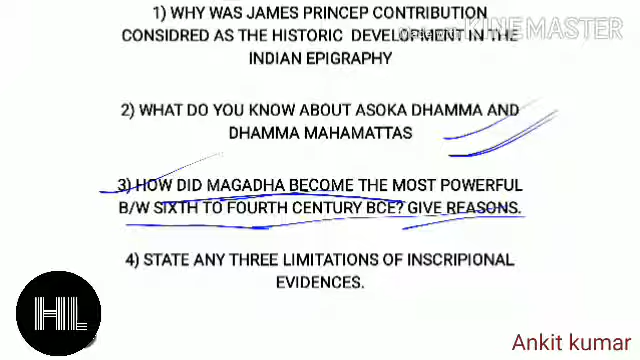 1) WHY WAS JAMES PRINCEP CONTRIBUTION
CONSIDRED AS THE HISTORIC DEVELOPMENT IN THE
INDIAN EPIGRAPHY
Made with KINEMASTER
2) WHAT DO YOU KNOW ABOUT ASOKA DHAMMA AND
DHAMMA MAHAMATTAS
3) HOW DID MAGADHA BECOME THE MOST POWERFUL
B/W SIXTH TO FOURTH CENTURY BCE? GIVE REASONS.
4) STATE ANY THREE LIMITATIONS OF INSCRIPIONAL
EVIDENCES.
HL
Ankit kumar